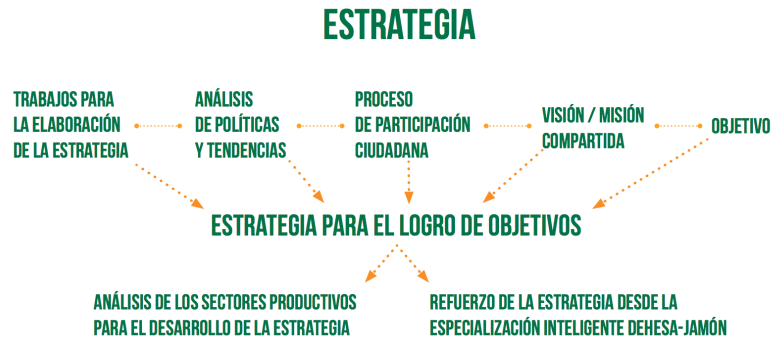 ESTRATEGIA
TRABAJOS PARA
LA ELABORACIÓN
DE LA ESTRATEGIA
ANÁLISIS
DE POLÍTICAS
Y TENDENCIAS
PROCESO
DE PARTICIPACIÓN
CIUDADANA
VISIÓN / MISIÓN
COMPARTIDA
OBJETIVO
ESTRATEGIA PARA EL LOGRO DE OBJETIVOS
ANÁLISIS DE LOS SECTORES PRODUCTIVOS
PARA EL DESARROLLO DE LA ESTRATEGIA
REFUERZO DE LA ESTRATEGIA DESDE LA
ESPECIALIZACIÓN INTELIGENTE DEHESA-JAMÓN